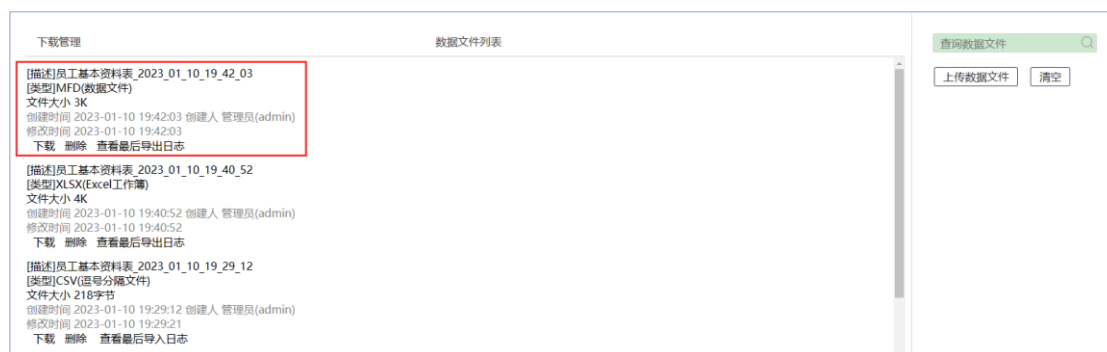 下载管理
数据文件列表
查询数据文件
上传数据文件 清空
[描述]员工基本资料表_2023_01_10_19_42_03
[类型]MFD(数据文件)
文件大小 3K
创建时间 2023-01-10 19:42:03 创建人 管理员(admin)
修改时间 2023-01-10 19:42:03
下载 删除 查看最后导出日志
[描述]员工基本资料表_2023_01_10_19_40_52
[类型]XLSX(Excel工作簿)
文件大小 4K
创建时间 2023-01-10 19:40:52 创建人 管理员(admin)
修改时间 2023-01-10 19:40:52
下载 删除 查看最后导出日志
[描述]员工基本资料表_2023_01_10_19_29_12
[类型]CSV(逗号分隔文件)
文件大小 218字节
创建时间 2023-01-10 19:29:12 创建人 管理员(admin)
修改时间 2023-01-10 19:29:21
下载 删除 查看最后导入日志